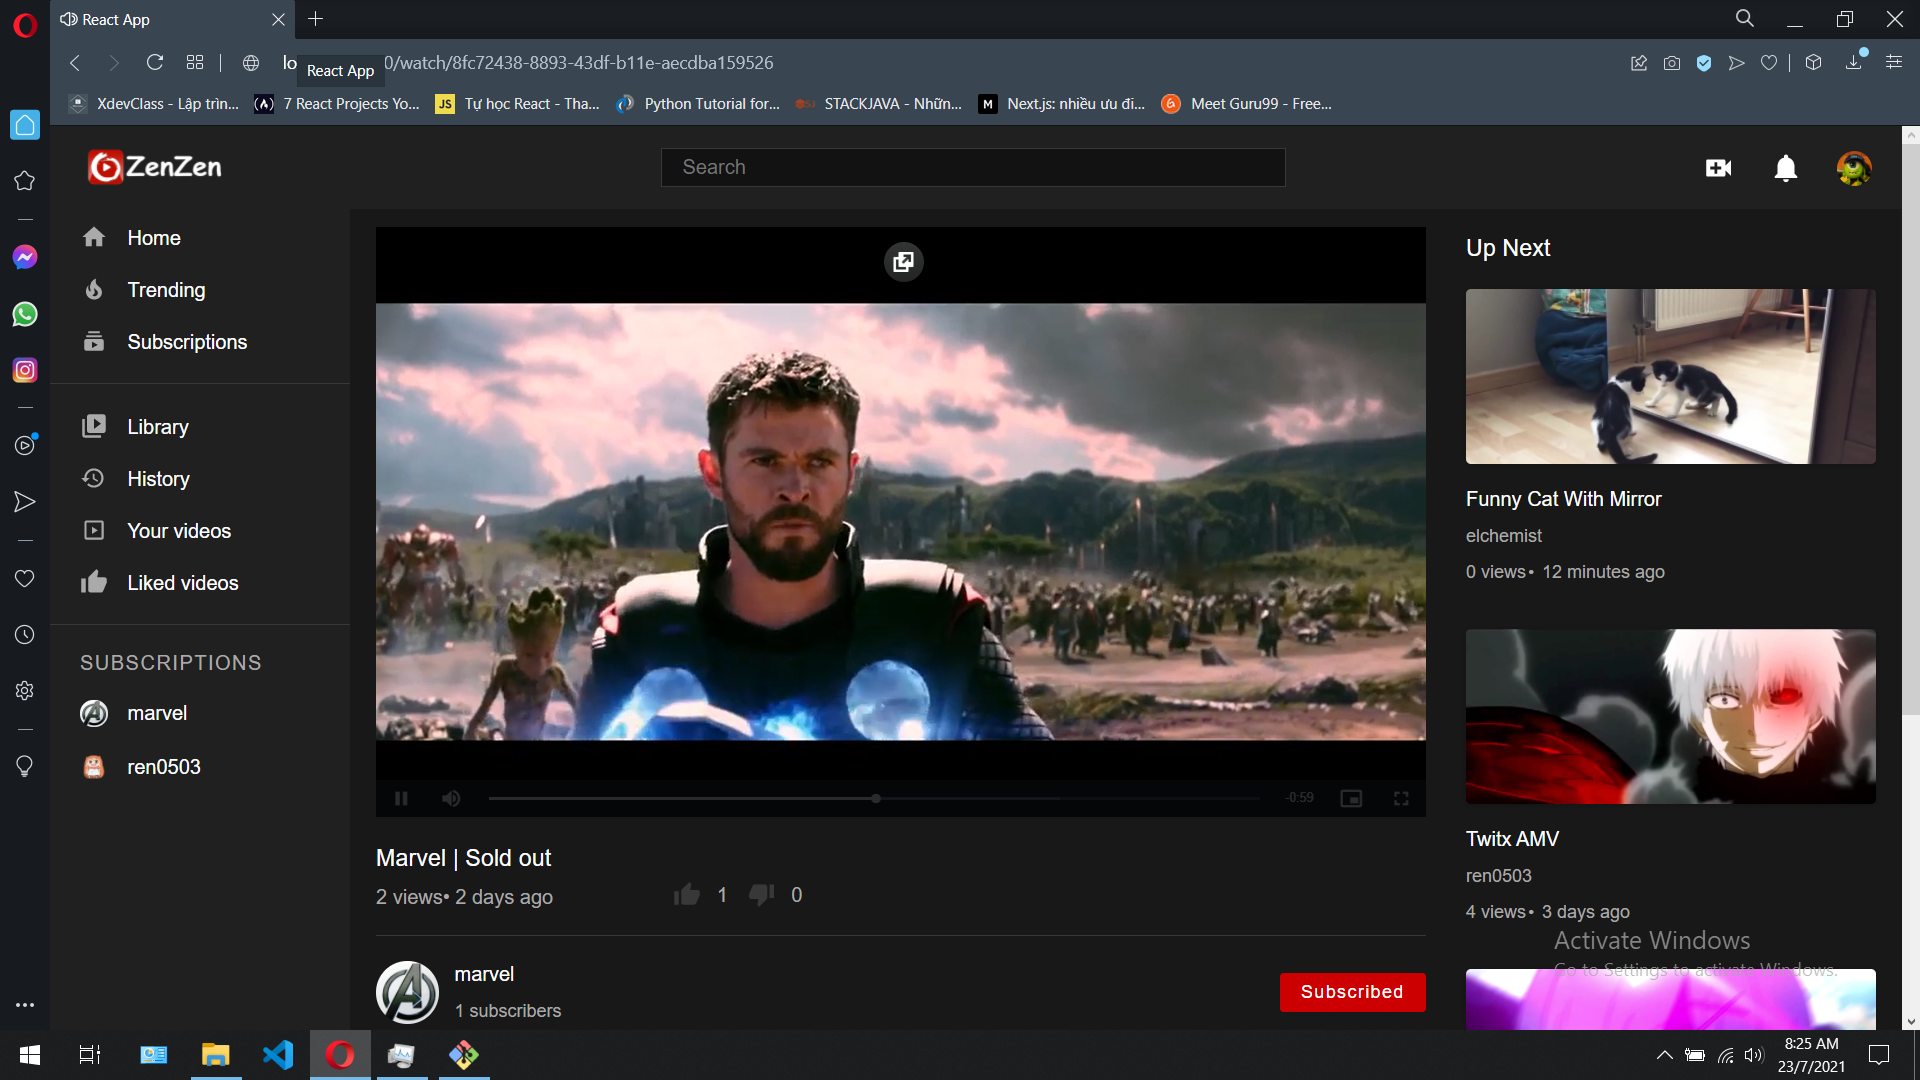 React App
lo
React App
0/watch/8fc72438-8893-43df-b11e-aecdba159526
XdevClass - Lập trìn...
7 React Projects Yo...
JS
Tự học React - Tha...
Python Tutorial for...
STACKJAVA - Nhữn...
M
Next.js: nhiều ưu đi...
Meet Guru99 - Free...
ZenZen
Search
Home
Trending
Subscriptions
Library
History
Your videos
Liked videos
SUBSCRIPTIONS
marvel
ren0503
-0:59
Marvel | Sold out
2 views• 2 days ago
1
0
marvel
1 subscribers
Subscribed
Up Next
Funny Cat With Mirror
elchemist
0 views• 12 minutes ago
Twitx AMV
ren0503
4 views• 3 days ago
Activate Windows
Go to Settings to activate Windows.
8:25 AM
23/7/2021